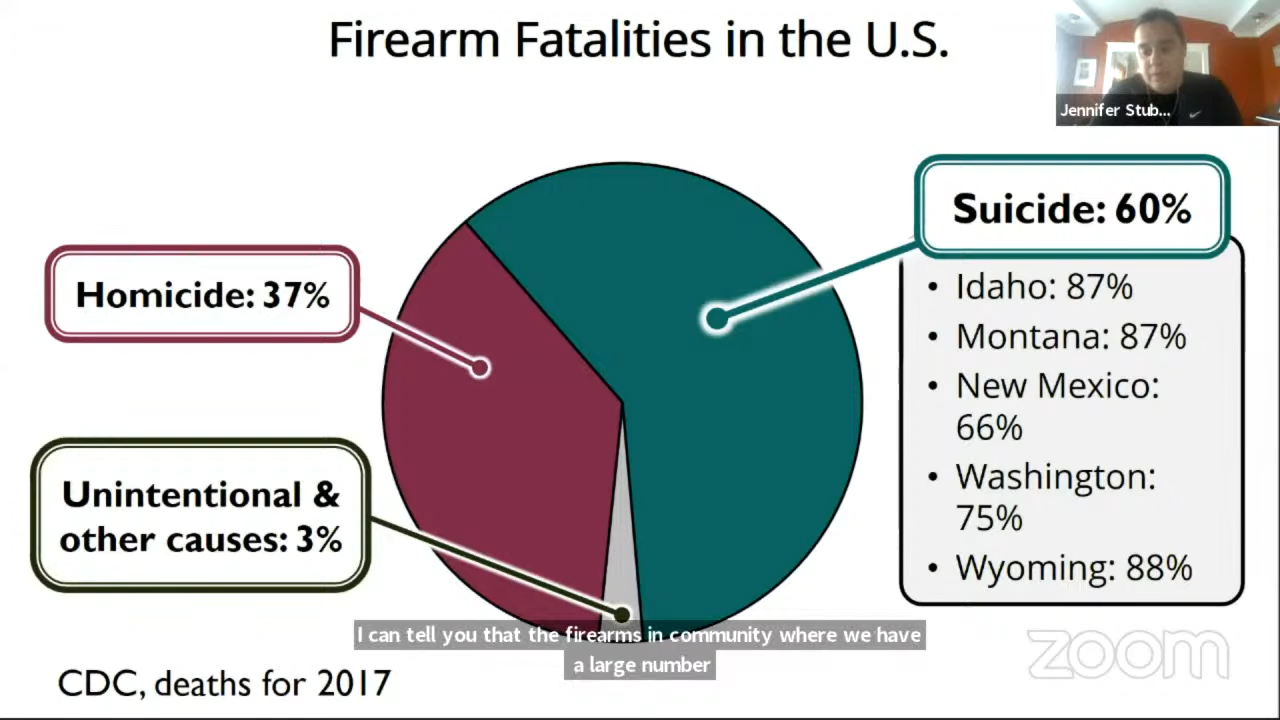 Firearm Fatalities in the U.S.
Jennifer Stub...
Suicide: 60%
• Idaho: 87%
• Montana: 87%
• New Mexico:
66%
• Washington:
75%
• Wyoming: 88%
Homicide: 37%
Unintentional &
other causes: 3%
I can tell you that the firearms in community where we have
a large number
CDC, deaths for 2017
zoom